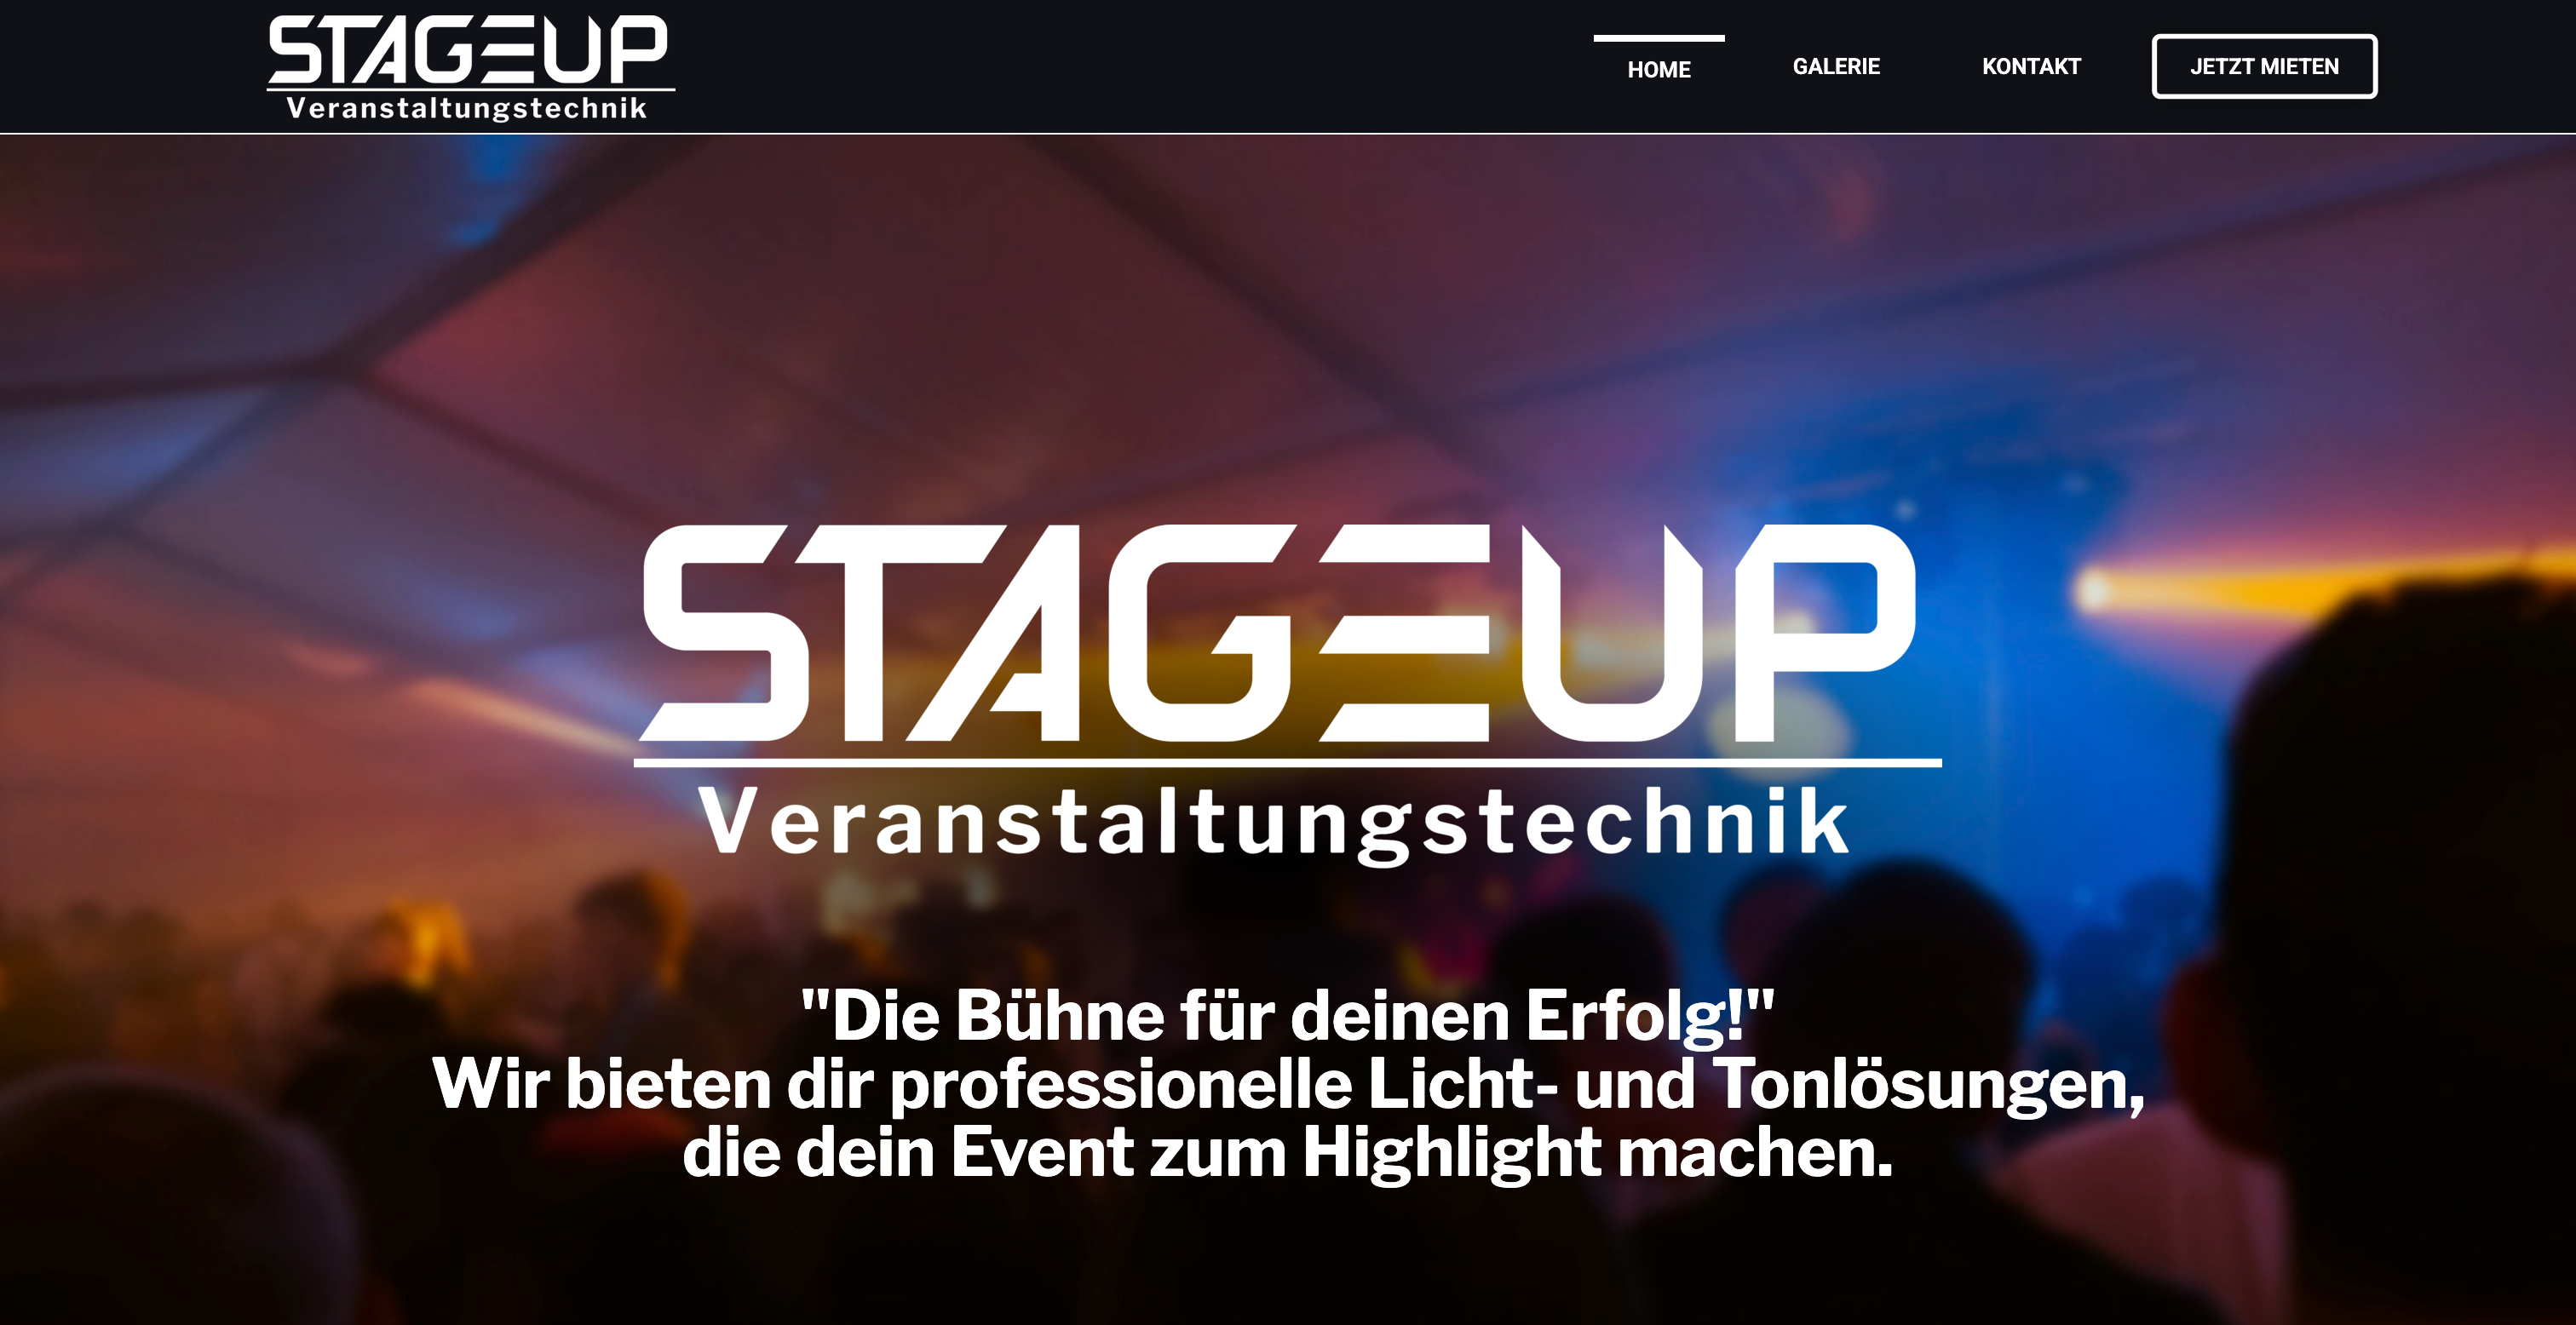 STAGEUP
Veranstaltungstechnik
HOME
GALERIE
KONTAKT
JETZT MIETEN
STAGEUP
Veranstaltungstechnik
"Die Bühne für deinen Erfolg!"
Wir bieten dir professionelle Licht- und Tonlösungen,
die dein Event zum Highlight machen.